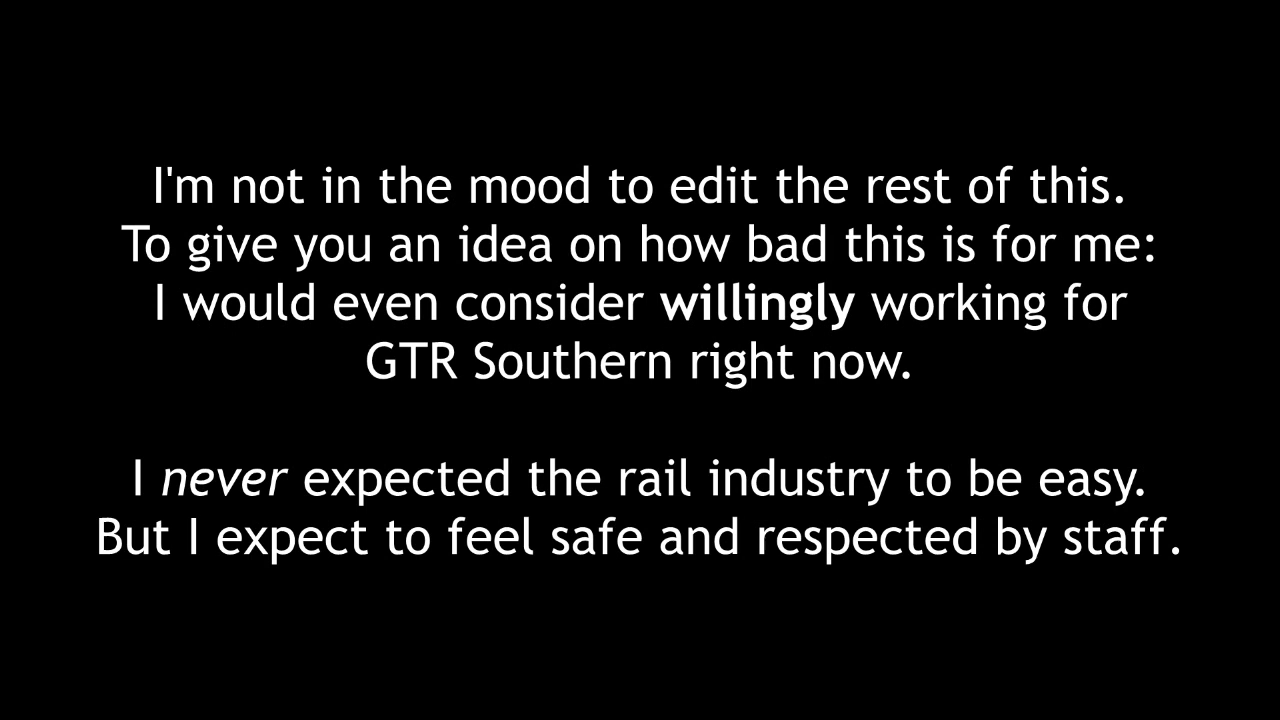 I'm not in the mood to edit the rest of this.
To give you an idea on how bad this is for me:
I would even consider willingly working for
GTR Southern right now.
I never expected the rail industry to be easy.
But I expect to feel safe and respected by staff.